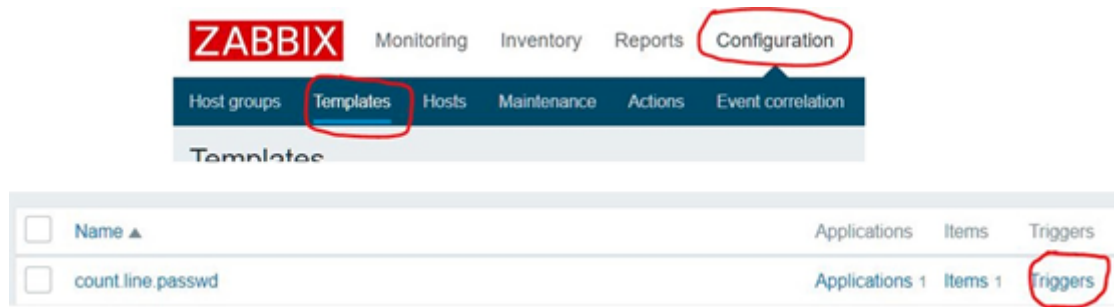 ZABBIX Monitoring Inventory Reports Configuration
Host groups Templates Hosts Maintenance Actions Event correlation
Templates
Name ▲ Applications Items Triggers
count.line.passwd Applications 1 Items 1 Triggers